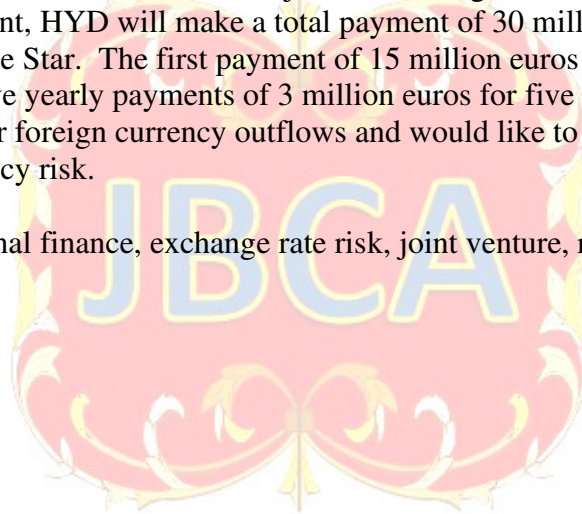 nt, HYD will make a total payment of 30 mill
e Star. The first payment of 15 million euros
ve yearly payments of 3 million euros for five
r foreign currency outflows and would like to
cy risk.
nal finance, exchange rate risk, joint venture, r
JBCA